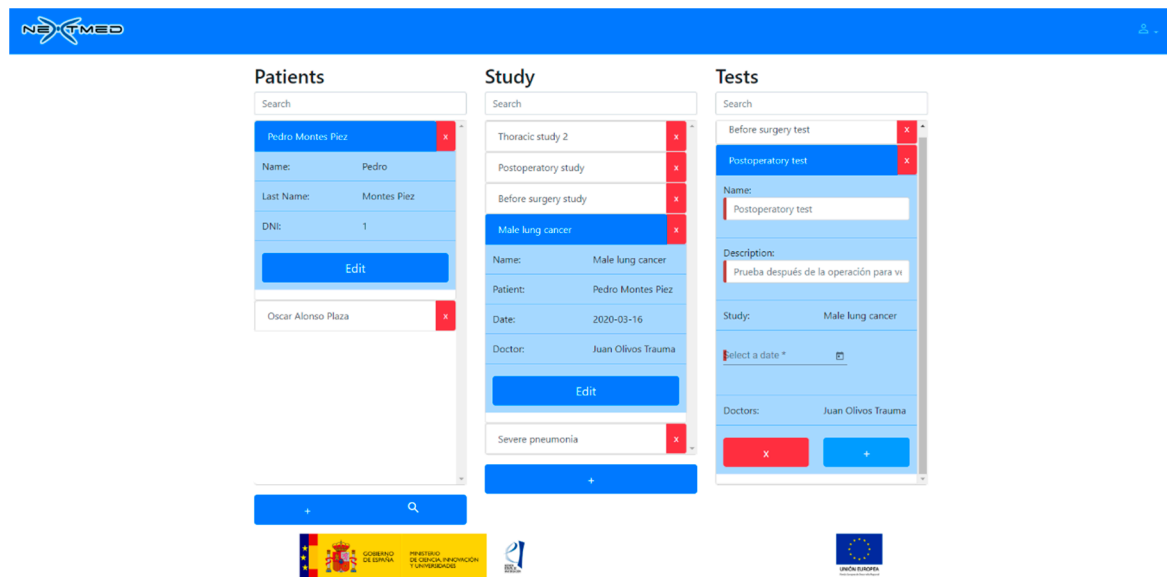 NEXTMED
Patients
Search
Pedro Montes Piez
x
Name: Pedro
Last Name: Montes Piez
DNI: 1
Edit
Oscar Alonso Plaza
x
+
Study
Search
Thoracic study 2
x
Postoperatory study
x
Before surgery study
x
Male lung cancer
x
Name: Male lung cancer
Patient: Pedro Montes Piez
Date: 2020-03-16
Doctor: Juan Olivos Trauma
Edit
Severe pneumonía
x
+
Tests
Search
Before surgery test
x
Postoperatory test
x
Name:
Postoperatory test
Description:
Prueba después de la operación para ve
Study: Male lung cancer
Select a date *
Doctors: Juan Olivos Trauma
x
+
GOBIERNO
DE ESPAÑA
MINISTERIO
DE CIENCIA, INNOVACIÓN
Y UNIVERSIDADES
UNIÓN EUROPEA